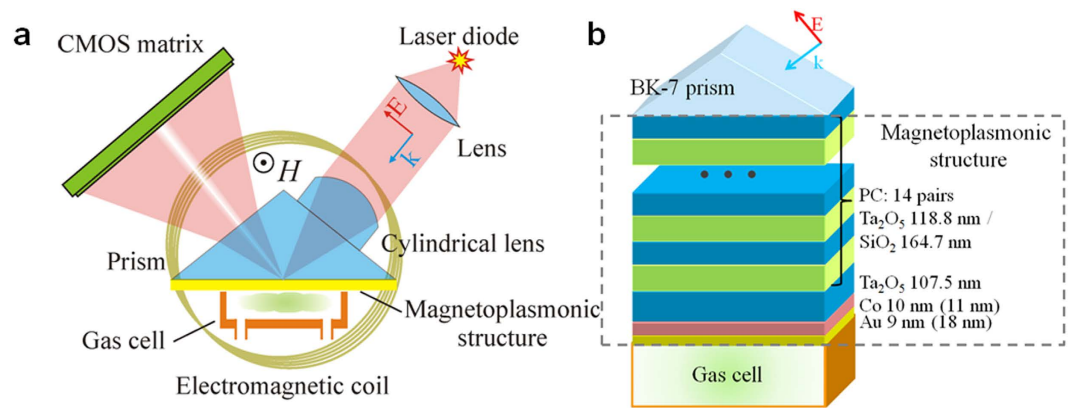 a
CMOS matrix
Laser diode
E
k
Lens
H
Cylindrical lens
Prism
Magnetoplasmonic
structure
Gas cell
Electromagnetic coil
b
E
k
BK-7 prism
Magnetoplasmonic
structure
PC: 14 pairs
Ta₂O₅ 118.8 nm /
SiO₂ 164.7 nm
Ta₂O₅ 107.5 nm
Co 10 nm (11 nm)
Au 9 nm (18 nm)
Gas cell